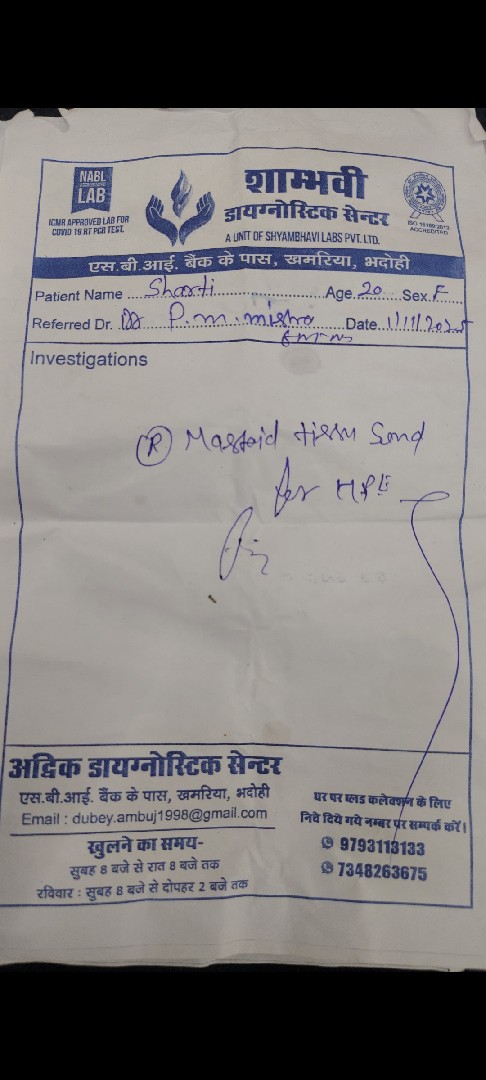 NABL
LAB
ICMR APPROVED LAB FOR
COVID 19 RT PCR TEST.
शाम्भवी
डायग्नोस्टिक सेन्टर
A UNIT OF SHYAMBHAVI LABS PVT. LTD.
ACCREDITED
एस.बी.आई. बैंक के पास, खमरिया, भदोही
Patient Name Age 20 Sex F
Referred Dr. Dr P.M. Mishra Date 1/11/2025
Investigations
(R) Mastoid tissu Send
for HPE
अद्विक डायग्नोस्टिक सेन्टर
एस.बी.आई. बैंक के पास, खमरिया, भदोही
Email : dubey.ambuj1998@gmail.com
खुलने का समय-
सुबह 8 बजे से रात 8 बजे तक
रविवार : सुबह 8 बजे से दोपहर 2 बजे तक
घर पर ब्लड कलेक्शन के लिए
निचे दिये गये नम्बर पर सम्पर्क करें।
9793113133
7348263675